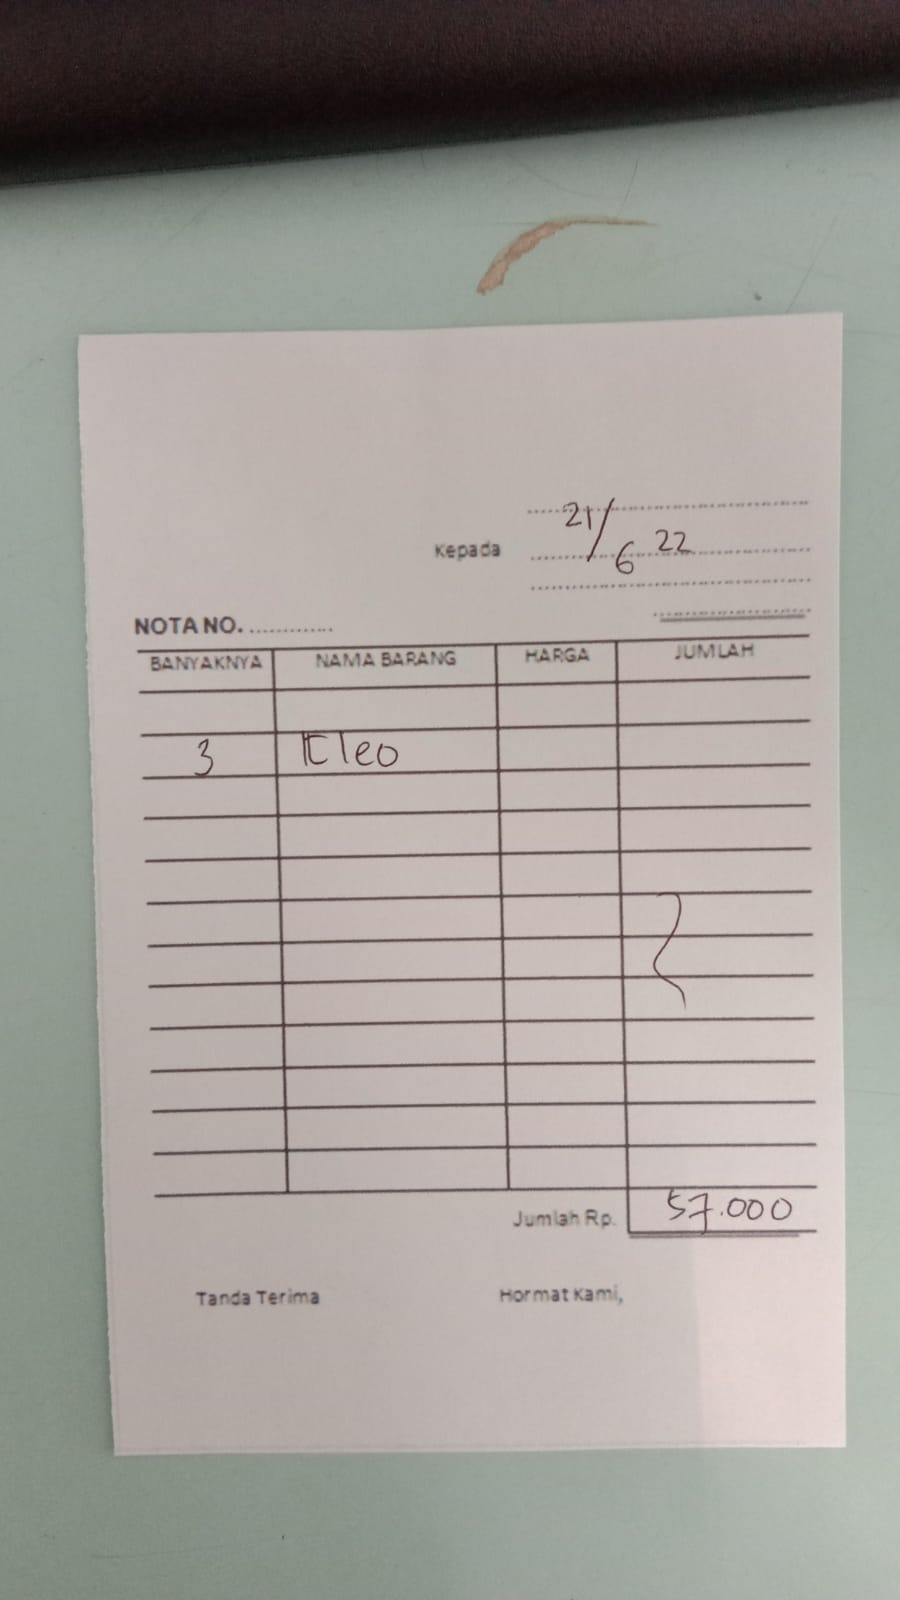 21/6 22
Kepada
NOTA NO. ............
BANYAKNYA NAMA BARANG HARGA JUMLAH
3 Kleo
Jumlah Rp. 57.000
Tanda Terima Hormat Kami,